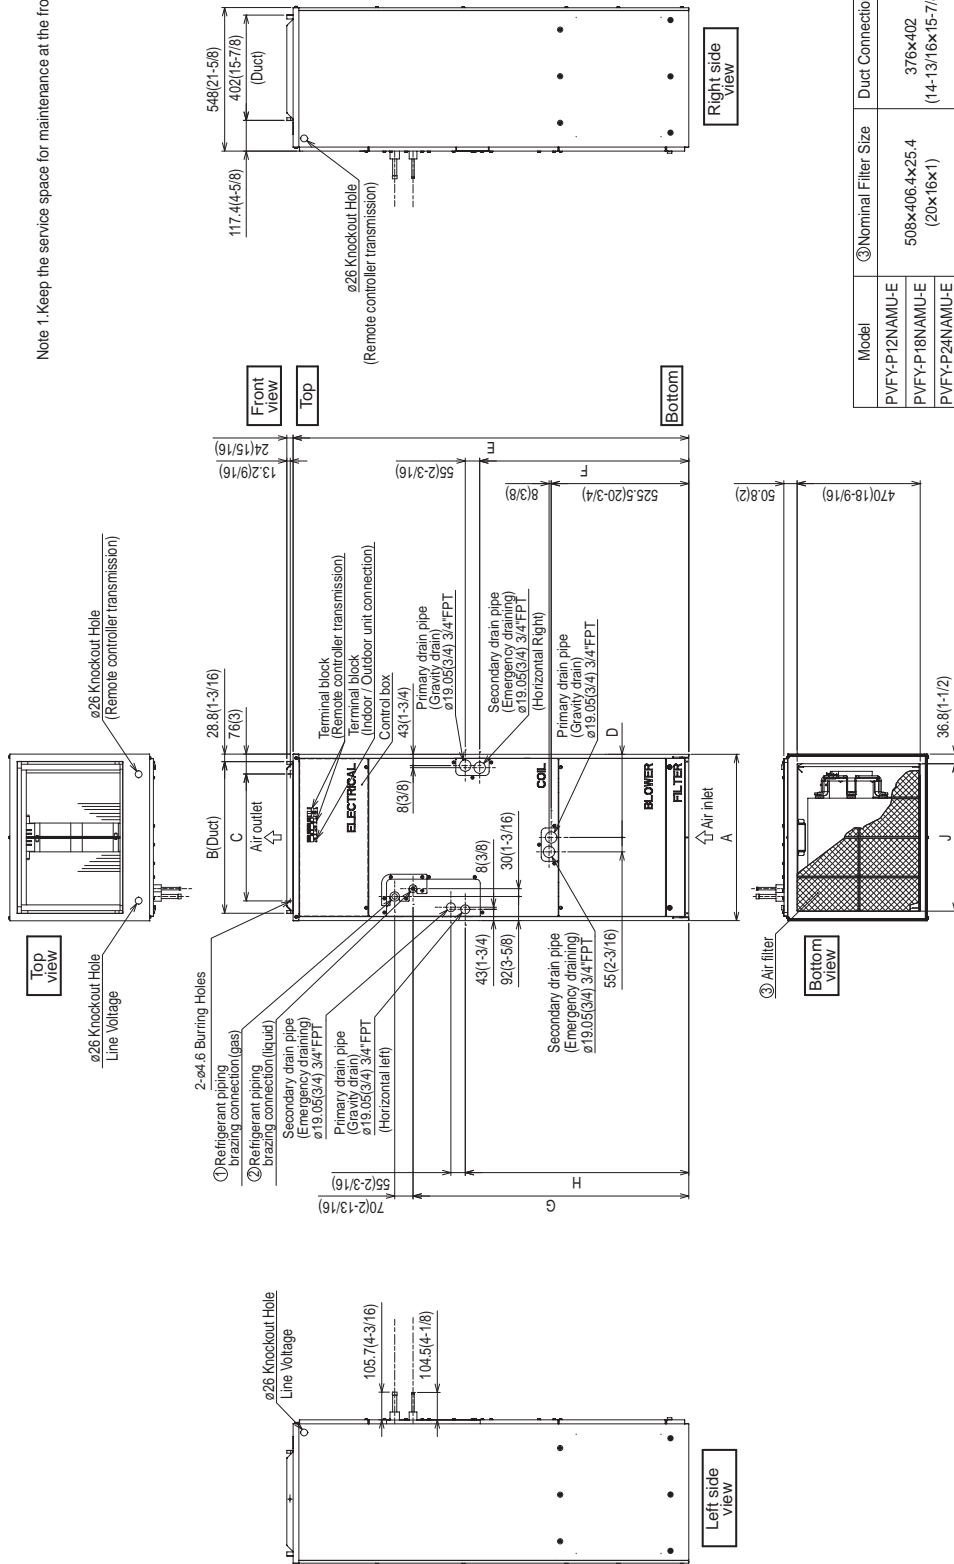 Note 1.Keep the service space for maintenance at the fro
Top
view
ø26 Knockout Hole
Line Voltage
ø26 Knockout Hole
(Remote controller transmission)
2-ø4.6 Burring Holes
B(Duct)
C
Air outlet
28.8(1-3/16)
76(3)
Front
view
Top
13.2(9/16)
24(15/16)
①Refrigerant piping
brazing connection(gas)
②Refrigerant piping
brazing connection(liquid)
Secondary drain pipe
(Emergency draining)
ø19.05(3/4) 3/4"FPT
Primary drain pipe
(Gravity drain)
ø19.05(3/4) 3/4"FPT
(Horizontal left)
ELECTRICAL
COIL
BLOWER
FILTER
Terminal block
(Remote controller transmission)
Terminal block
(Indoor / Outdoor unit connection)
Control box
43(1-3/4)
8(3/8)
Primary drain pipe
(Gravity drain)
ø19.05(3/4) 3/4"FPT
Secondary drain pipe
(Emergency draining)
ø19.05(3/4) 3/4"FPT
(Horizontal Right)
Primary drain pipe
(Gravity drain)
ø19.05(3/4) 3/4"FPT
D
8(3/8)
30(1-3/16)
43(1-3/4)
92(3-5/8)
Secondary drain pipe
(Emergency draining)
ø19.05(3/4) 3/4"FPT
55(2-3/16)
Air inlet
A
70(2-13/16)
55(2-3/16)
G
H
E
55(2-3/16)
F
8(3/8)
525.5(20-3/4)
Bottom
ø26 Knockout Hole
Line Voltage
105.7(4-3/16)
104.5(4-1/8)
Left side
view
548(21-5/8)
117.4(4-5/8)
402(15-7/8)
(Duct)
ø26 Knockout Hole
(Remote controller transmission)
Right side
view
③ Air filter
Bottom
view
50.8(2)
470(18-9/16)
J
36.8(1-1/2)
Model ③Nominal Filter Size Duct Connectio
PVFY-P12NAMU-E 508×406.4×25.4 376×402
PVFY-P18NAMU-E (20×16×1) (14-13/16×15-7/
PVFY-P24NAMU-E